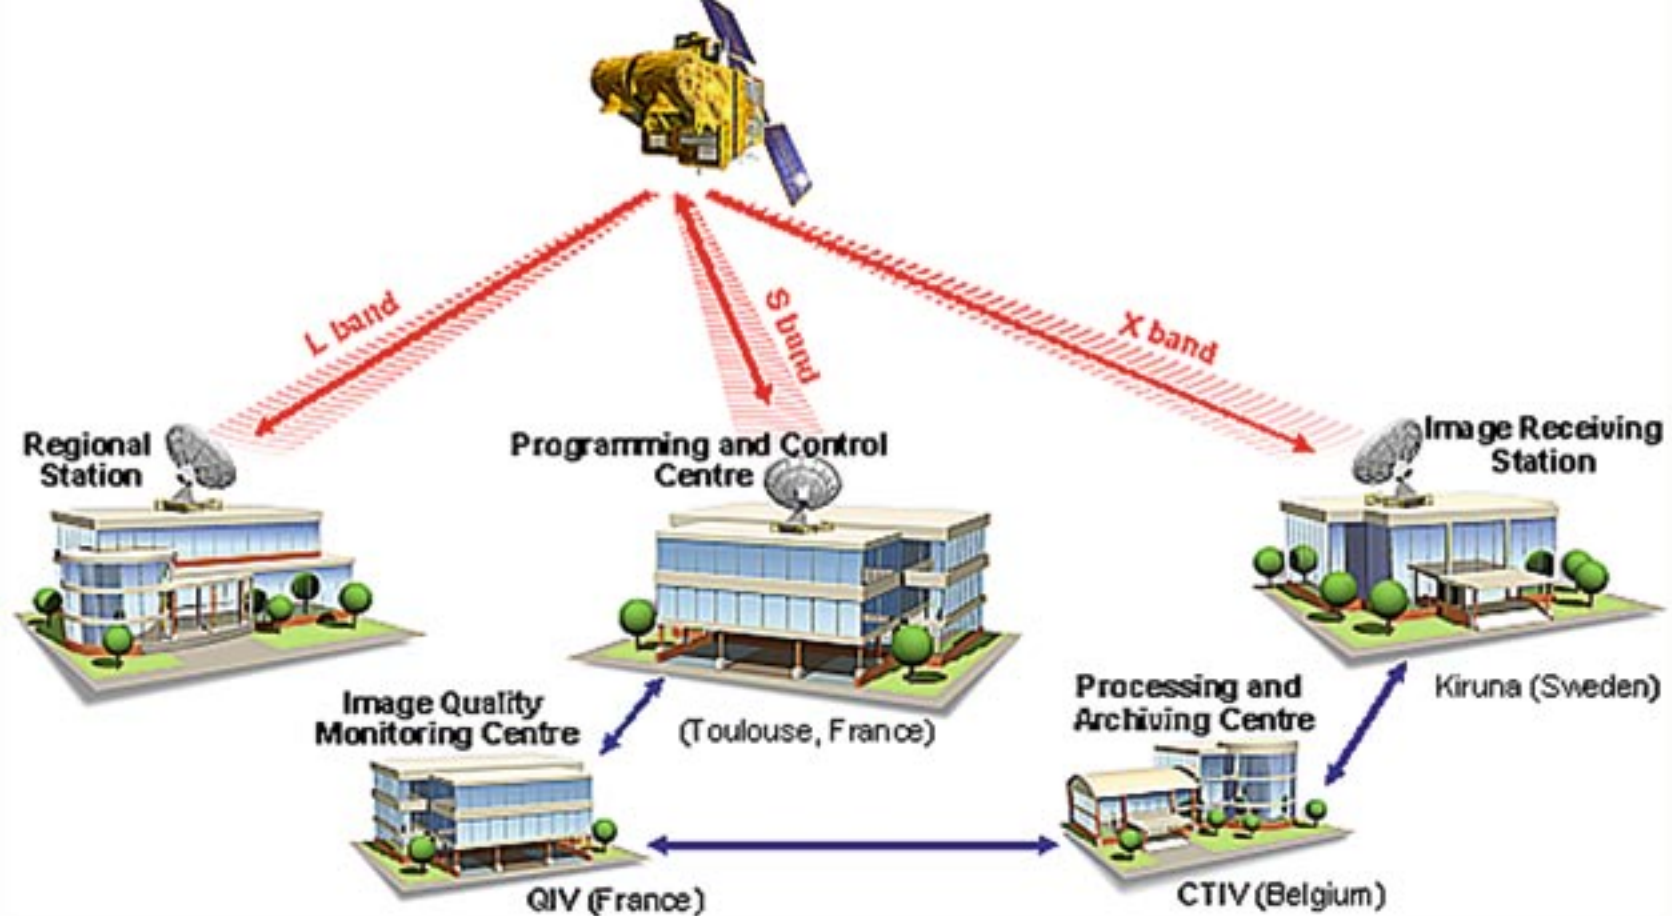 L band
S band
X band
Regional
Station
Programming and Control
Centre
Image Receiving
Station
Image Quality
Monitoring Centre
(Toulouse, France)
Processing and
Archiving Centre
Kiruna (Sweden)
QIV (France)
CTIV (Belgium)